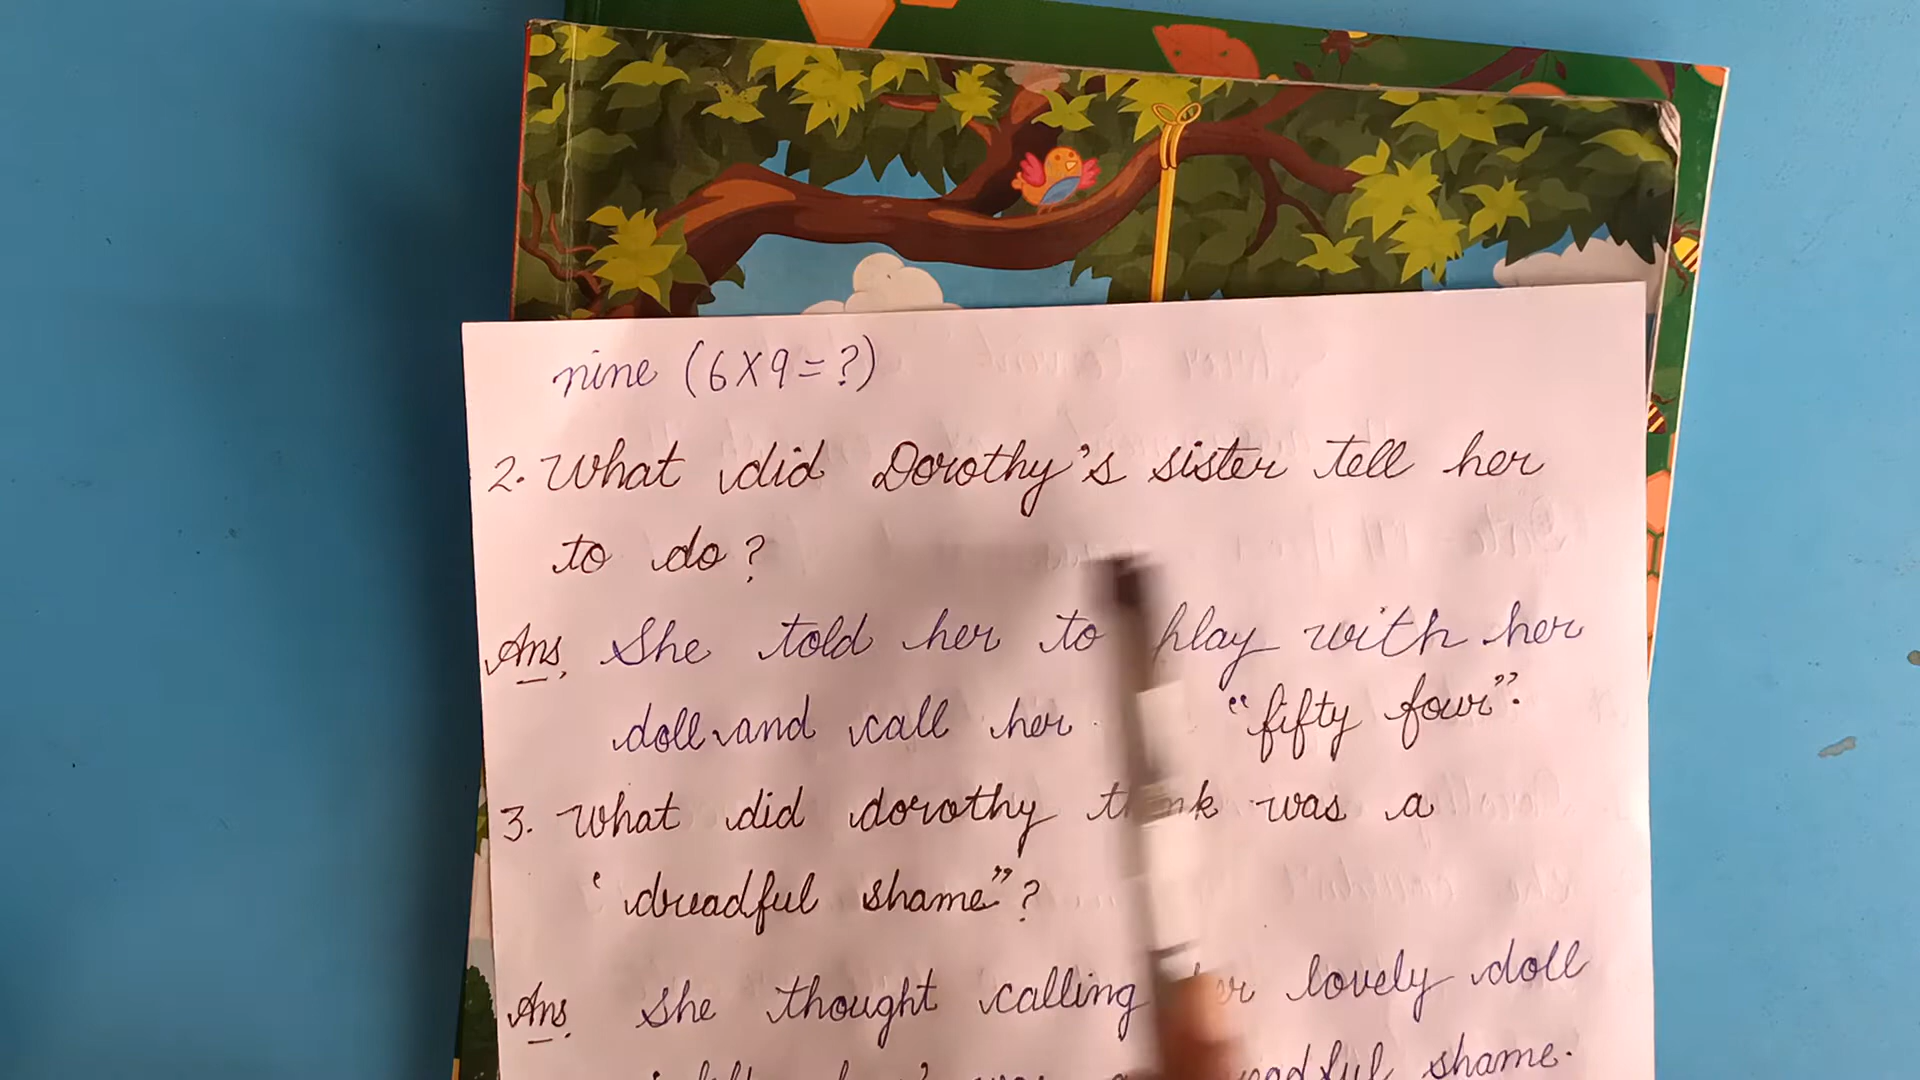 nine (6X9=?)
2. What did Dorothy's sister tell her
to do?
Ans. She told her to play with her
doll and call her "fifty four".
3. What did dorothy think was a
'dreadful shame"?
Ans. She thought calling her lovely doll
shame.